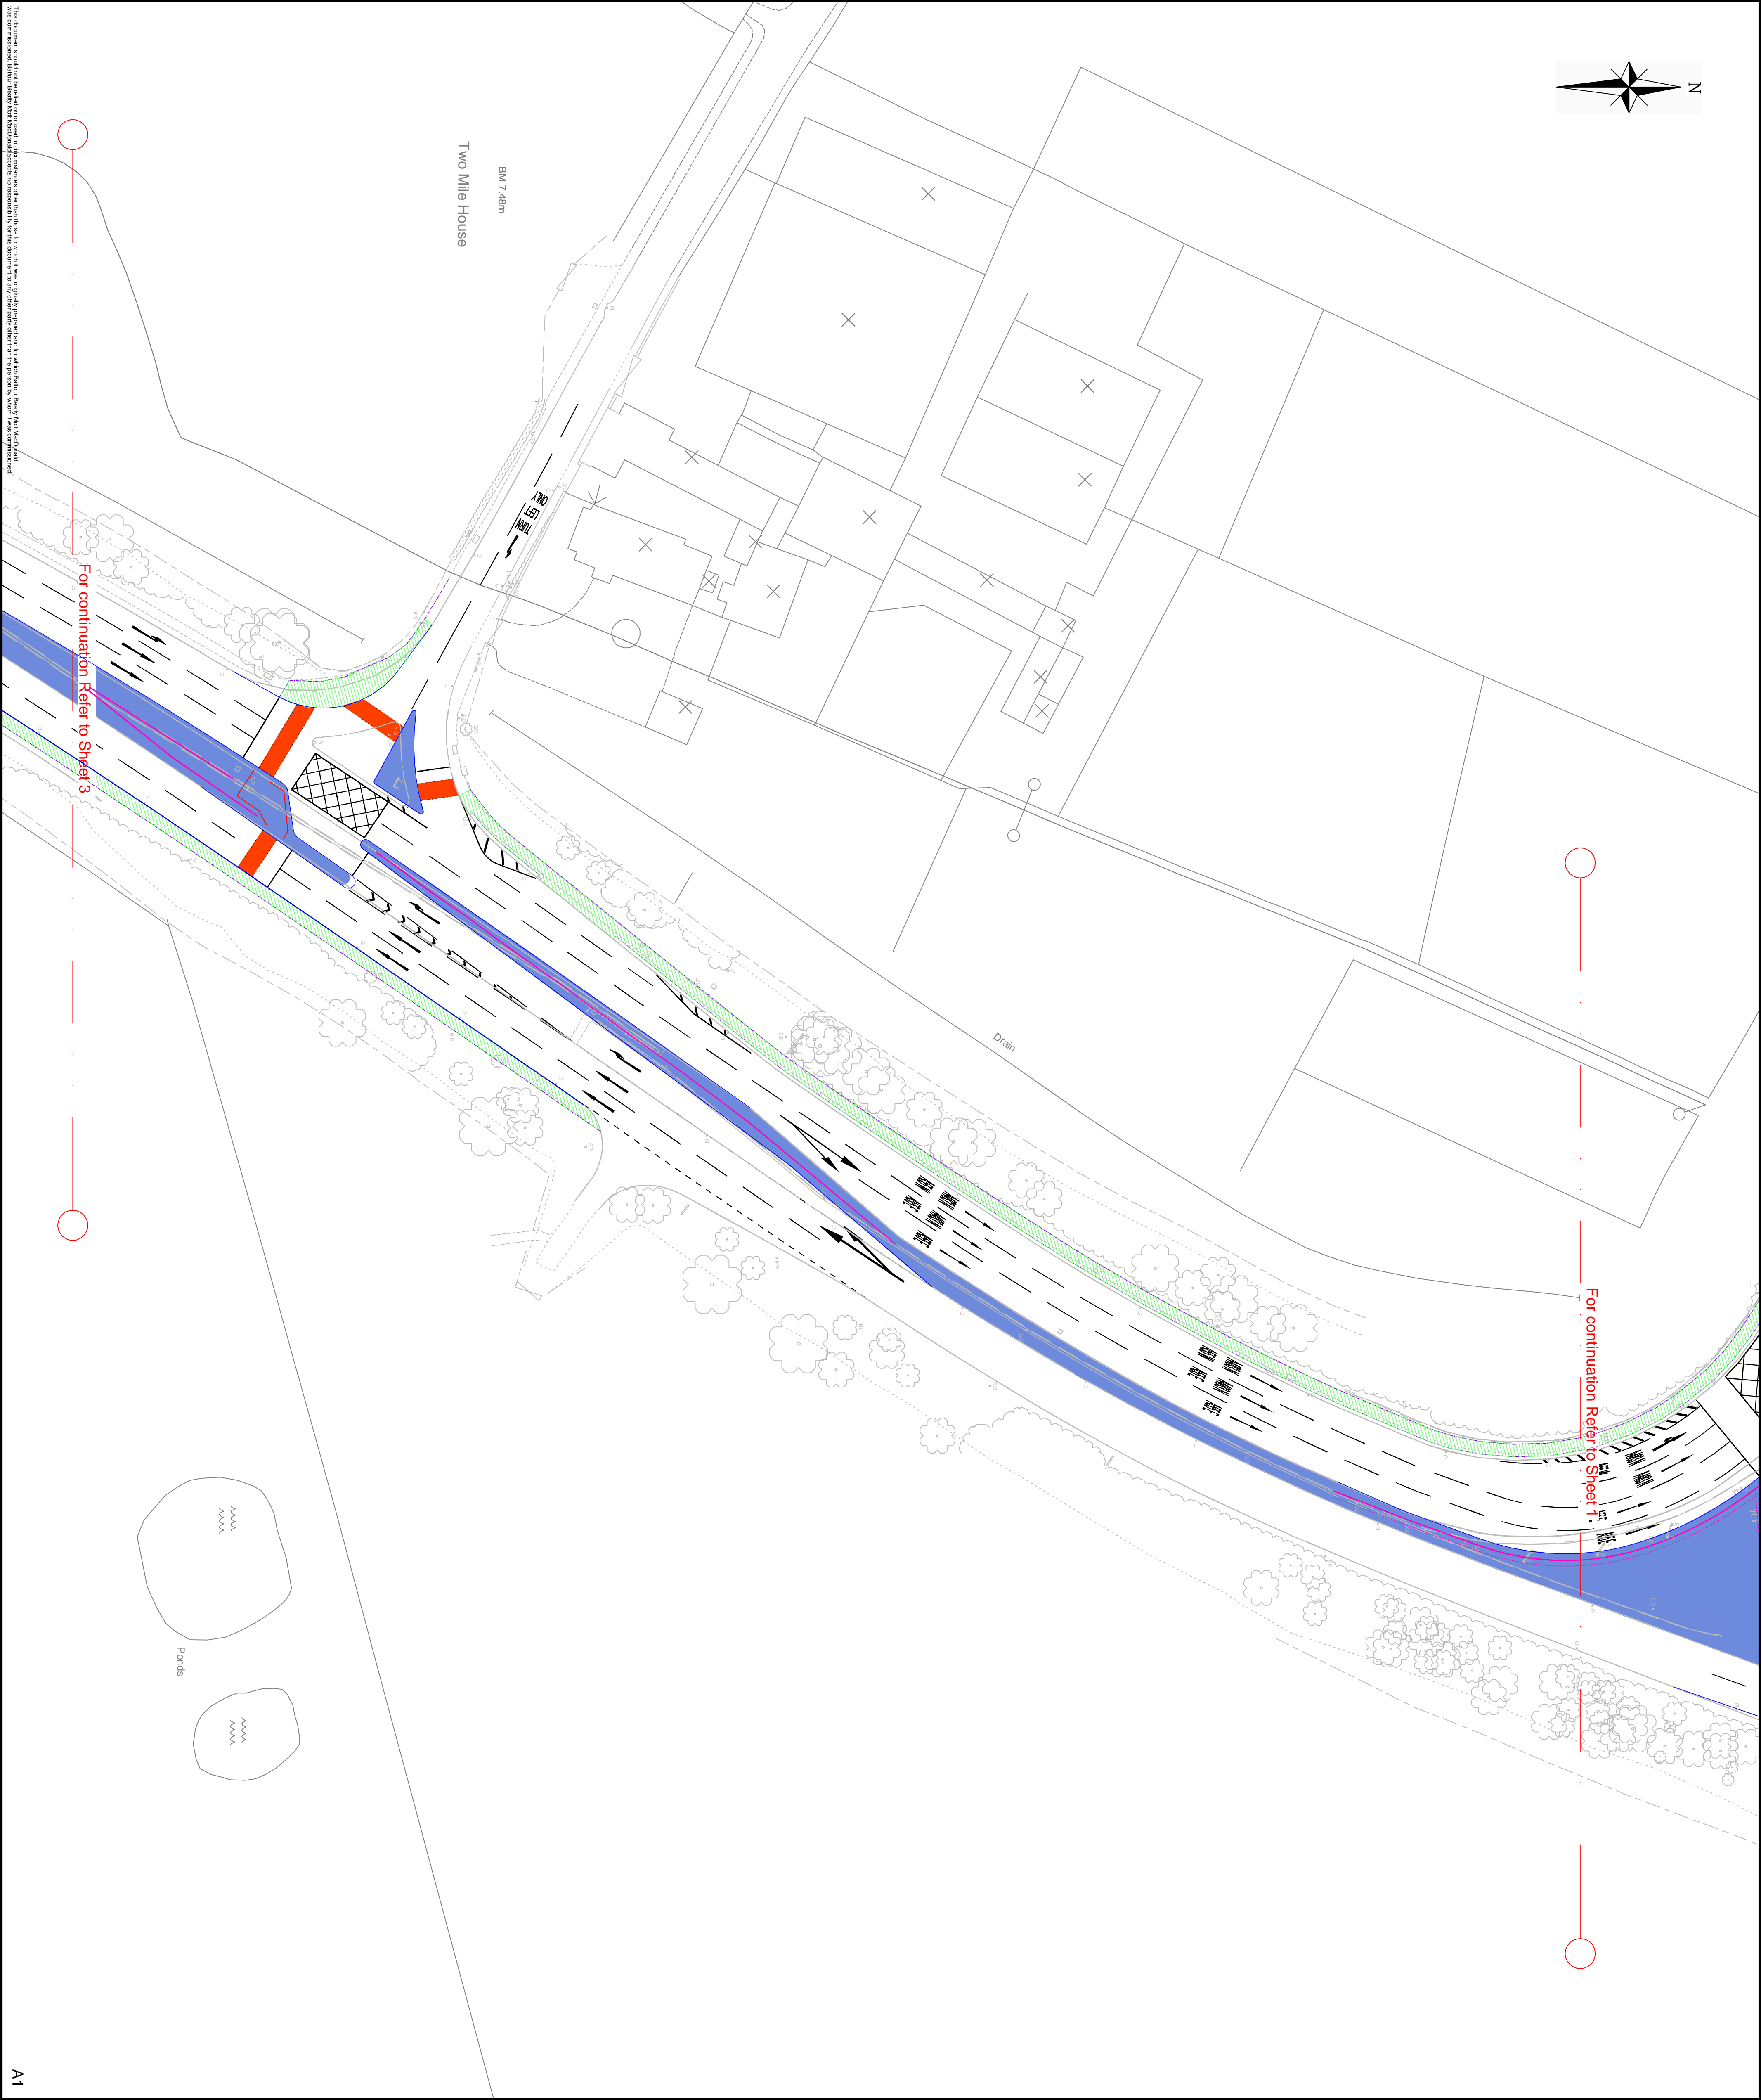 N
BM 7.48m
Two Mile House
TURN
LEFT
ONLY
Drain
For continuation Refer to Sheet 1
For continuation Refer to Sheet 3
Ponds
This document should not be relied on or used in circumstances other than those for which it was originally prepared and for which Balfour Beatty Mott MacDonald
was commissioned. Balfour Beatty Mott MacDonald accepts no responsibility for this document to any other party other than the person by whom it was commissioned.
A1